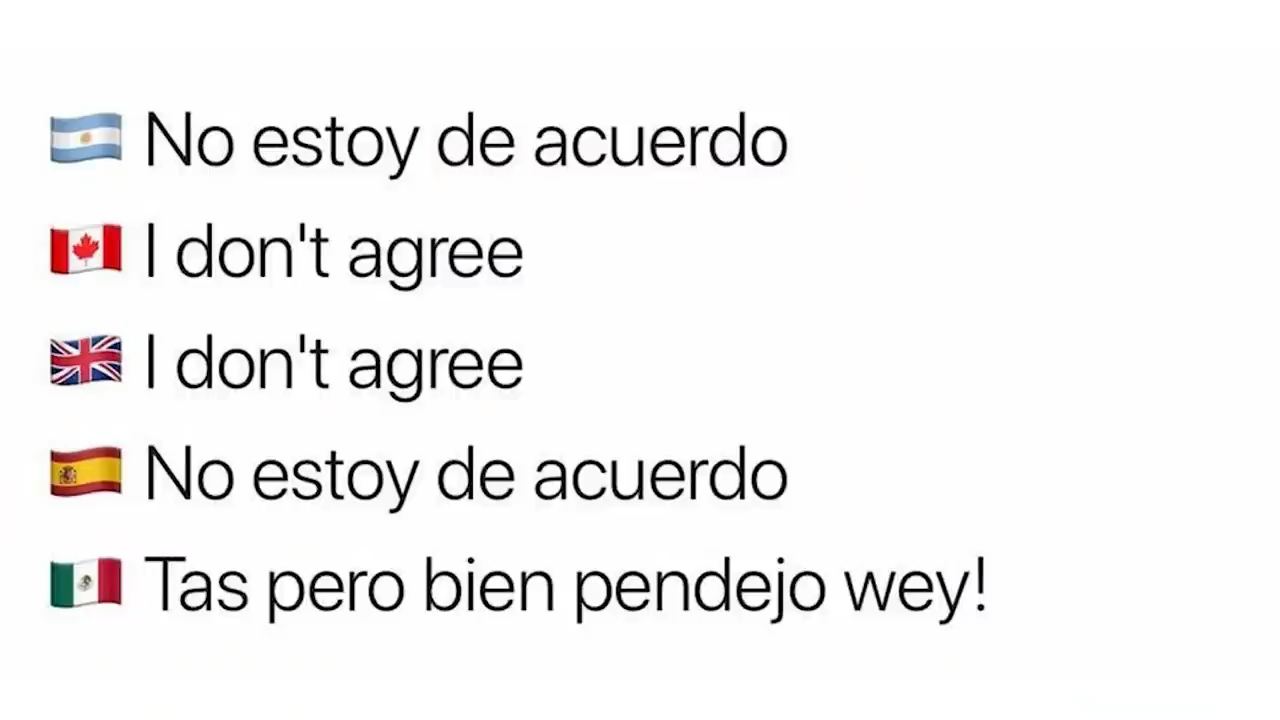 🇦🇷 No estoy de acuerdo
🇨🇦 I don't agree
🇬🇧 I don't agree
🇪🇸 No estoy de acuerdo
🇲🇽 Tas pero bien pendejo wey!